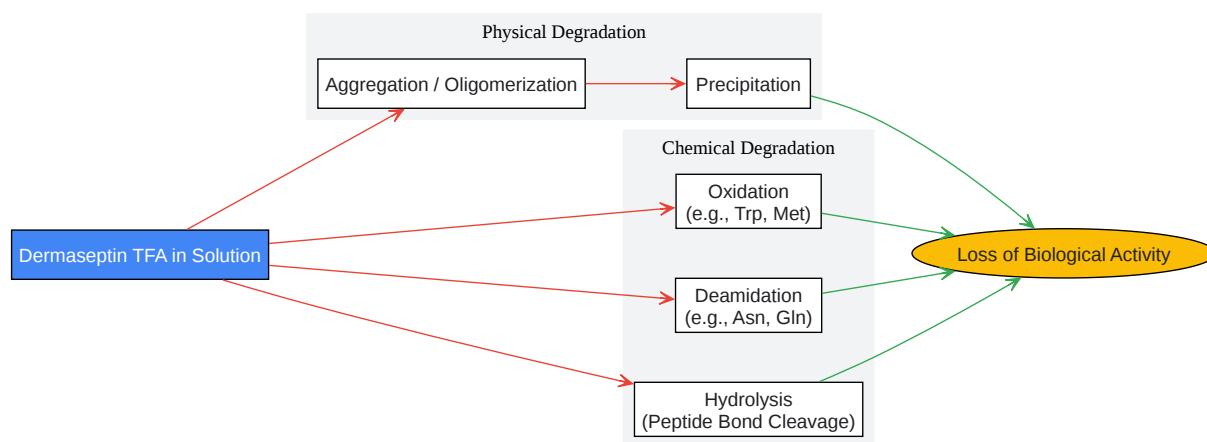 Physical Degradation
Aggregation / Oligomerization
Precipitation
Chemical Degradation
Oxidation
(e.g., Trp, Met)
Dermaseptin TFA in Solution
Loss of Biological Activity
Deamidation
(e.g., Asn, Gln)
Hydrolysis
(Peptide Bond Cleavage)